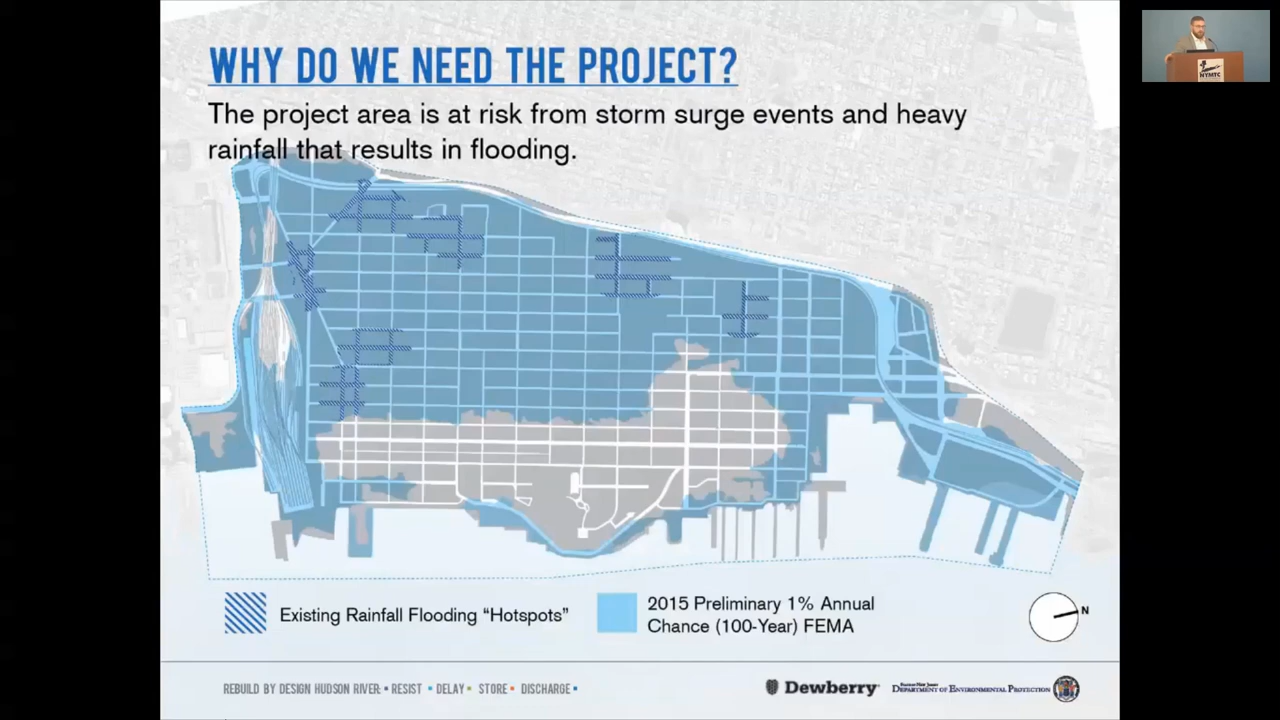 WHY DO WE NEED THE PROJECT?
The project area is at risk from storm surge events and heavy
rainfall that results in flooding.
Existing Rainfall Flooding “Hotspots”
2015 Preliminary 1% Annual
Chance (100-Year) FEMA
N
REBUILD BY DESIGN HUDSON RIVER: • RESIST • DELAY • STORE • DISCHARGE •
Dewberry
DEPARTMENT OF ENVIRONMENTAL PROTECTION
NYMTC